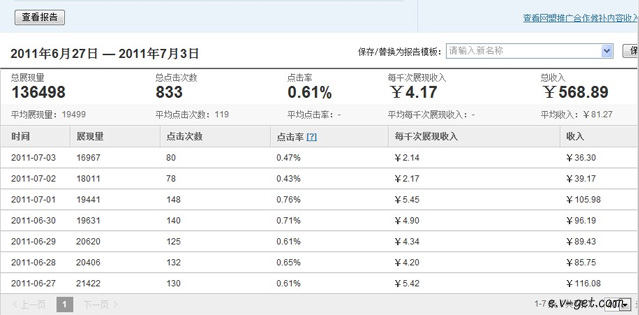 查看报告
查看网盟推广合作修补内容收入
2011年6月27日 — 2011年7月3日
保存/替换为报告模板： 请输入新名称
总展现量 总点击次数 点击率 每千次展现收入 总收入
136498 833 0.61% ￥4.17 ￥568.89
平均展现量：19499 平均点击次数：119 平均点击率：- 平均每千次展现收入：- 平均收入：￥81.27
时间 展现量 点击次数 点击率 [?] 每千次展现收入 收入
2011-07-03 16967 80 0.47% ￥2.14 ￥36.30
2011-07-02 18011 78 0.43% ￥2.17 ￥39.17
2011-07-01 19441 148 0.76% ￥5.45 ￥105.98
2011-06-30 19631 140 0.71% ￥4.90 ￥96.19
2011-06-29 20620 125 0.61% ￥4.34 ￥89.43
2011-06-28 20406 132 0.65% ￥4.20 ￥85.75
2011-06-27 21422 130 0.61% ￥5.42 ￥116.08
上一页 1 下一页 1-7
e.v-get.com